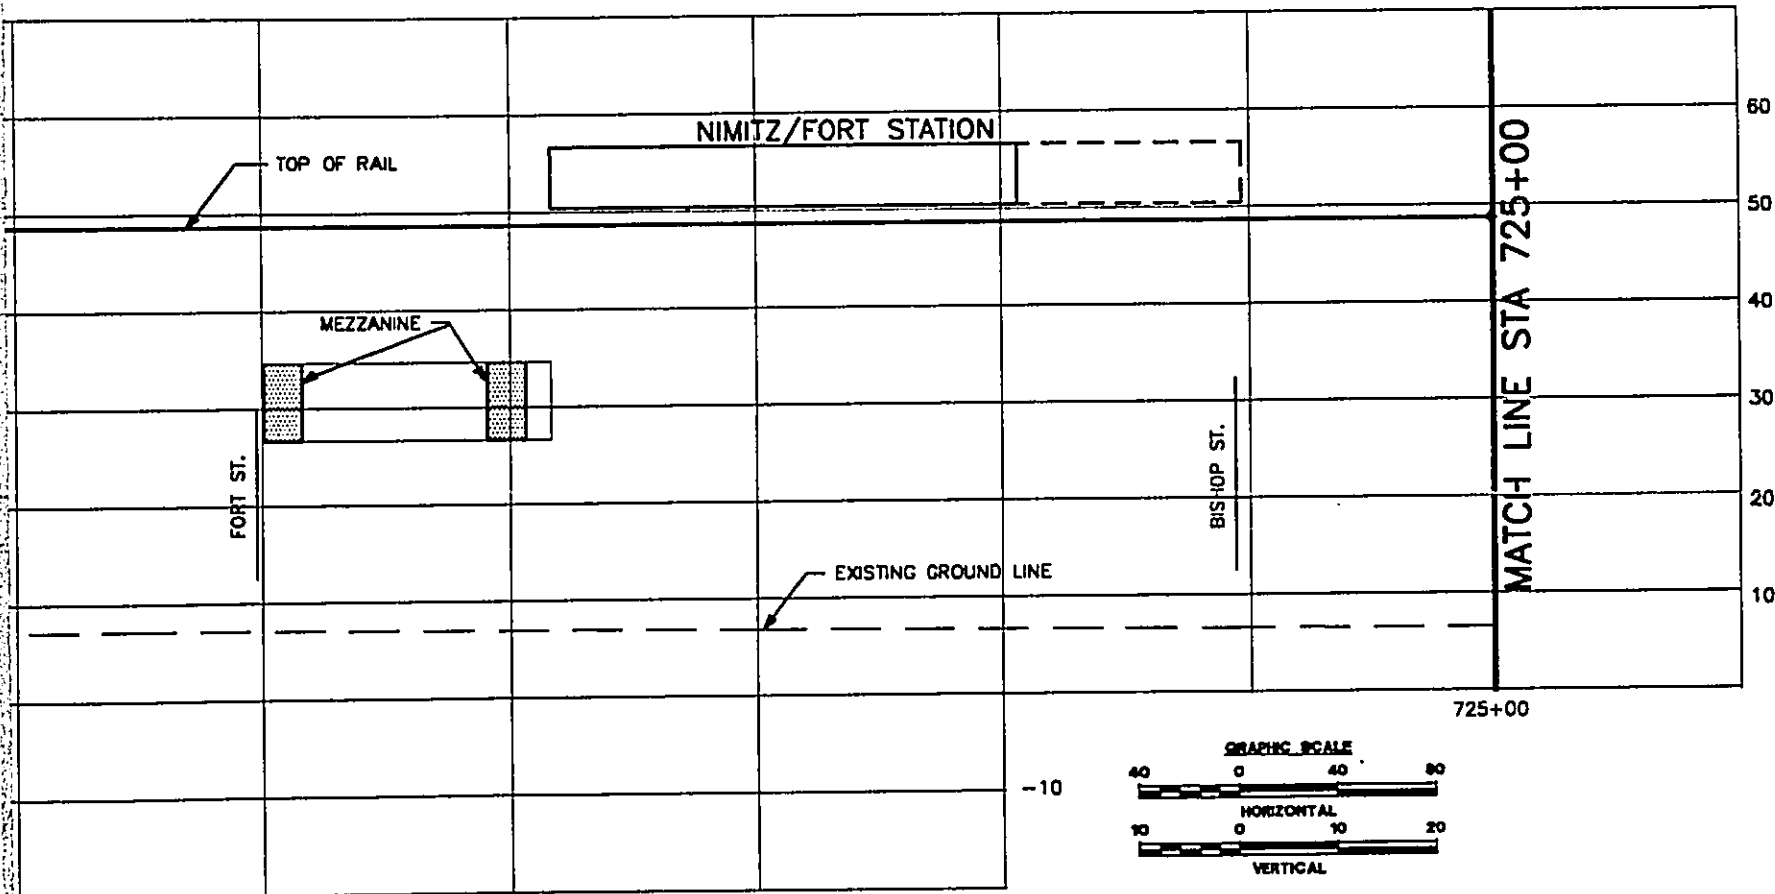 NIMITZ/FORT STATION
TOP OF RAIL
MEZZANINE
FORT ST.
BISHOP ST.
EXISTING GROUND LINE
MATCH LINE STA 725+00
60
50
40
30
20
10
-10
725+00
GRAPHIC SCALE
40 0 40 80
HORIZONTAL
10 0 10 20
VERTICAL